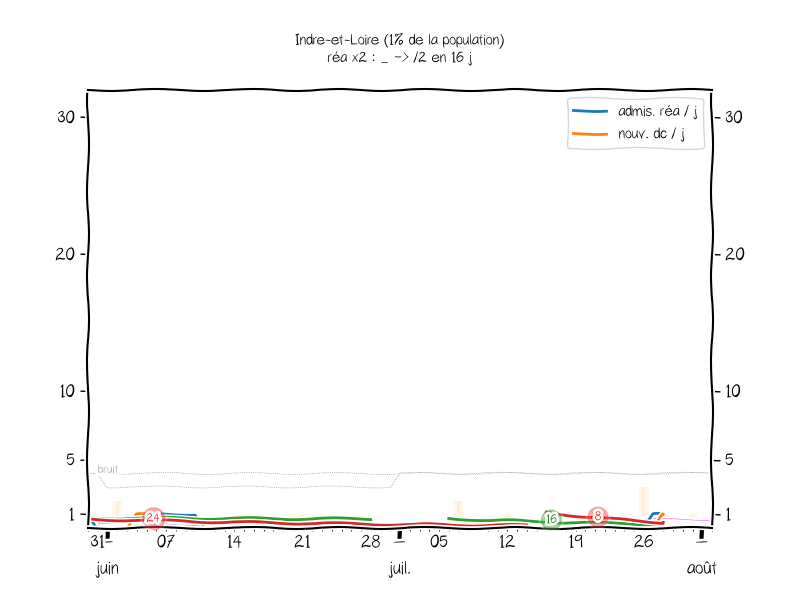 Indre-et-Loire (1% de la population)
réa x2 : _ -> /2 en 16 j
admis. réa / j
nouv. dc / j
30
30
20
20
10
10
5
5
bruit
1
1
24
16
8
31
07
14
21
28
05
12
19
26
juin
juil.
août